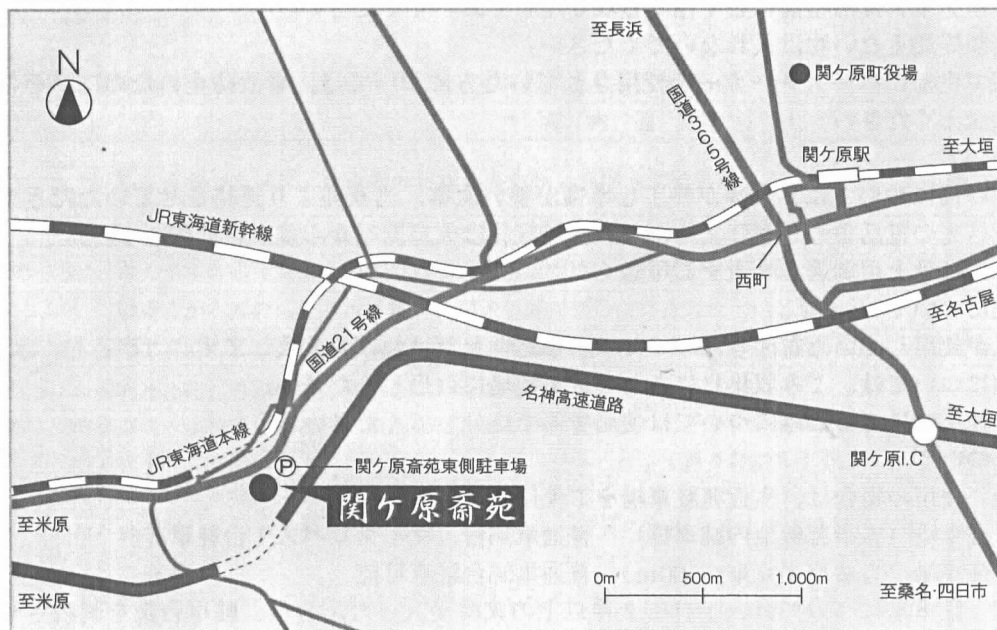 至長浜
N
関ケ原町役場
国道365号線
関ケ原駅
至大垣
JR東海道新幹線
西町
至名古屋
国道21号線
名神高速道路
至大垣
JR東海道本線
関ケ原I.C
P 関ケ原斎苑東側駐車場
関ケ原斎苑
至米原
至米原
0m 500m 1,000m
至桑名・四日市